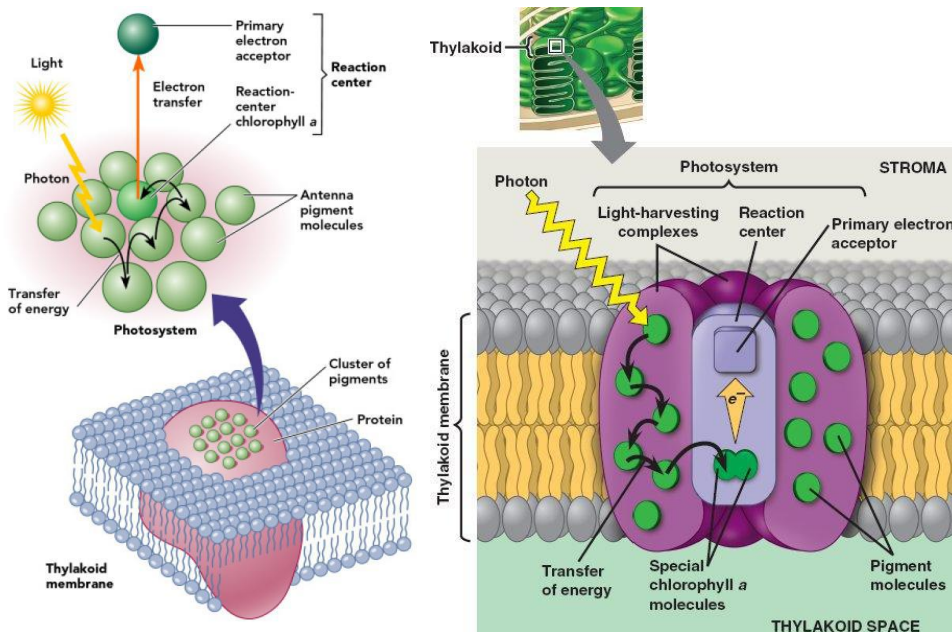 Primary
electron
acceptor
Light
Reaction
center
Electron
transfer
Reaction-
center
chlorophyll a
Photon
Antenna
pigment
molecules
Transfer
of energy
Photosystem
Cluster of
pigments
Protein
Thylakoid
membrane
Thylakoid
Photosystem
STROMA
Photon
Light-harvesting
complexes
Reaction
center
Primary electron
acceptor
Thylakoid membrane
e–
Transfer
of energy
Special
chlorophyll a
molecules
Pigment
molecules
THYLAKOID SPACE